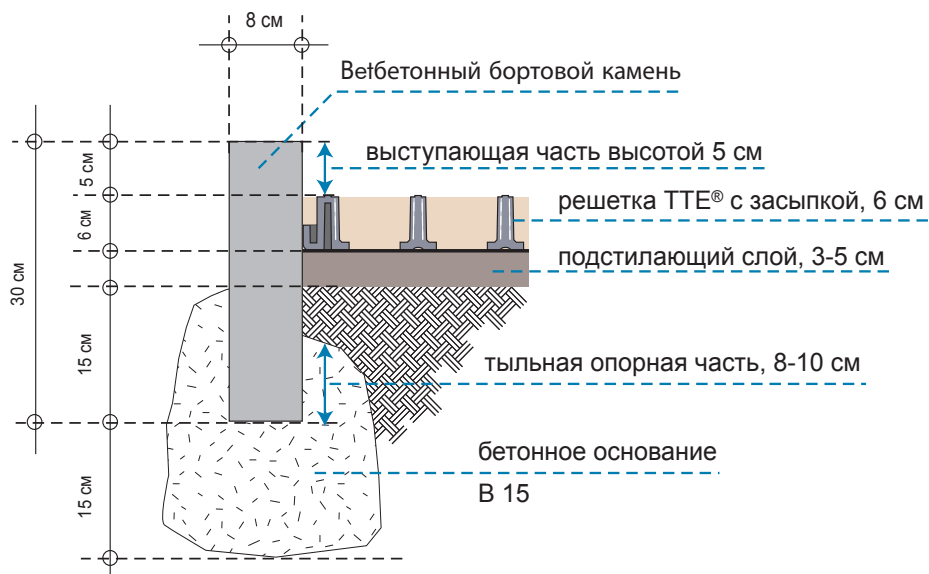 8 см
Betбетонный бортовой камень
выступающая часть высотой 5 см
5 см
решетка TTE® с засыпкой, 6 см
6 см
подстилающий слой, 3-5 см
30 см
15 см
тыльная опорная часть, 8-10 см
бетонное основание
В 15
15 см